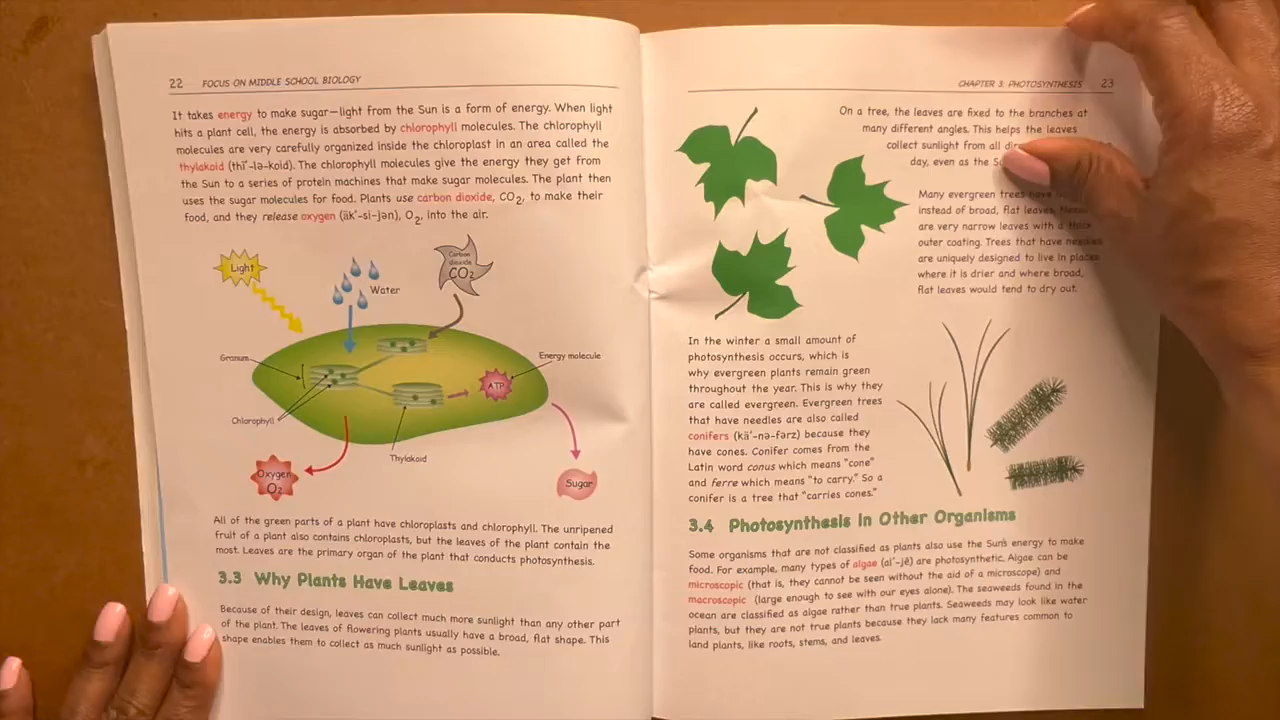 22 FOCUS ON MIDDLE SCHOOL BIOLOGY
It takes energy to make sugar—light from the Sun is a form of energy. When light
hits a plant cell, the energy is absorbed by chlorophyll molecules. The chlorophyll
molecules are very carefully organized inside the chloroplast in an area called the
thylakoid (thī′-lə-koid). The chlorophyll molecules give the energy they get from
the Sun to a series of protein machines that make sugar molecules. The plant then
uses the sugar molecules for food. Plants use carbon dioxide, CO₂, to make their
food, and they release oxygen (äk′-si-jən), O₂, into the air.
Light
Water
Carbon
dioxide
CO₂
Granum
Energy molecule
ATP
Chlorophyll
Thylakoid
Oxygen
O₂
Sugar
All of the green parts of a plant have chloroplasts and chlorophyll. The unripened
fruit of a plant also contains chloroplasts, but the leaves of the plant contain the
most. Leaves are the primary organ of the plant that conducts photosynthesis.
3.3 Why Plants Have Leaves
Because of their design, leaves can collect much more sunlight than any other part
of the plant. The leaves of flowering plants usually have a broad, flat shape. This
shape enables them to collect as much sunlight as possible.
CHAPTER 3: PHOTOSYNTHESIS 23
On a tree, the leaves are fixed to the branches at
many different angles. This helps the leaves
collect sunlight from all
day, even as the
Many evergreen trees have
instead of broad, flat leaves.
are very narrow leaves with a thick
outer coating. Trees that have needles
are uniquely designed to live in places
where it is drier and where broad,
flat leaves would tend to dry out.
In the winter a small amount of
photosynthesis occurs, which is
why evergreen plants remain green
throughout the year. This is why they
are called evergreen. Evergreen trees
that have needles are also called
conifers (kä′-nə-fərz) because they
have cones. Conifer comes from the
Latin word conus which means "cone"
and ferre which means "to carry." So a
conifer is a tree that "carries cones."
3.4 Photosynthesis in Other Organisms
Some organisms that are not classified as plants also use the Sun's energy to make
food. For example, many types of algae (al′-jē) are photosynthetic. Algae can be
microscopic (that is, they cannot be seen without the aid of a microscope) and
macroscopic (large enough to see with our eyes alone). The seaweeds found in the
ocean are classified as algae rather than true plants. Seaweeds may look like water
plants, but they are not true plants because they lack many features common to
land plants, like roots, stems, and leaves.